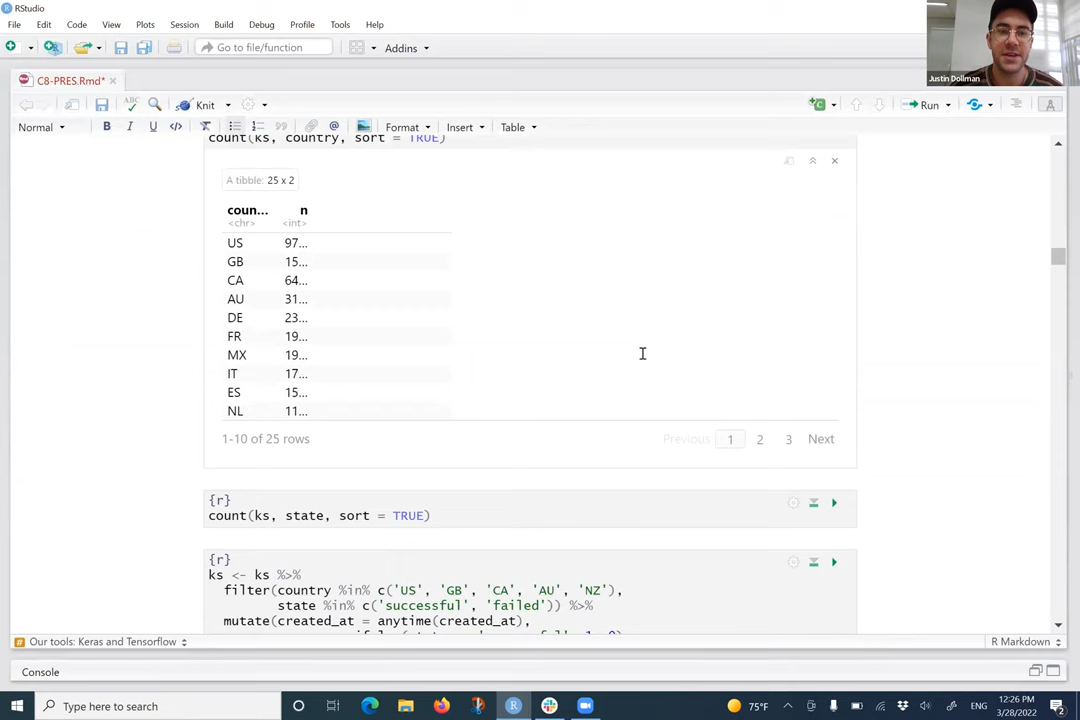 RStudio
File Edit Code View Plots Session Build Debug Profile Tools Help
Go to file/function Addins
Justin Dollman
C8-PRES.Rmd*
ABC Knit Run
Normal B I U Format Insert Table
count(ks, country, sort = TRUE)
A tibble: 25 x 2
coun... n
<chr> <int>
US 97...
GB 15...
CA 64...
AU 31...
DE 23...
FR 19...
MX 19...
IT 17...
ES 15...
NL 11...
1-10 of 25 rows Previous 1 2 3 Next
{r}
count(ks, state, sort = TRUE)
{r}
ks <- ks %>%
filter(country %in% c('US', 'GB', 'CA', 'AU', 'NZ'),
state %in% c('successful', 'failed')) %>%
mutate(created_at = anytime(created_at),
Our tools: Keras and Tensorflow R Markdown
Console
Type here to search 75°F ENG 12:26 PM
3/28/2022 2